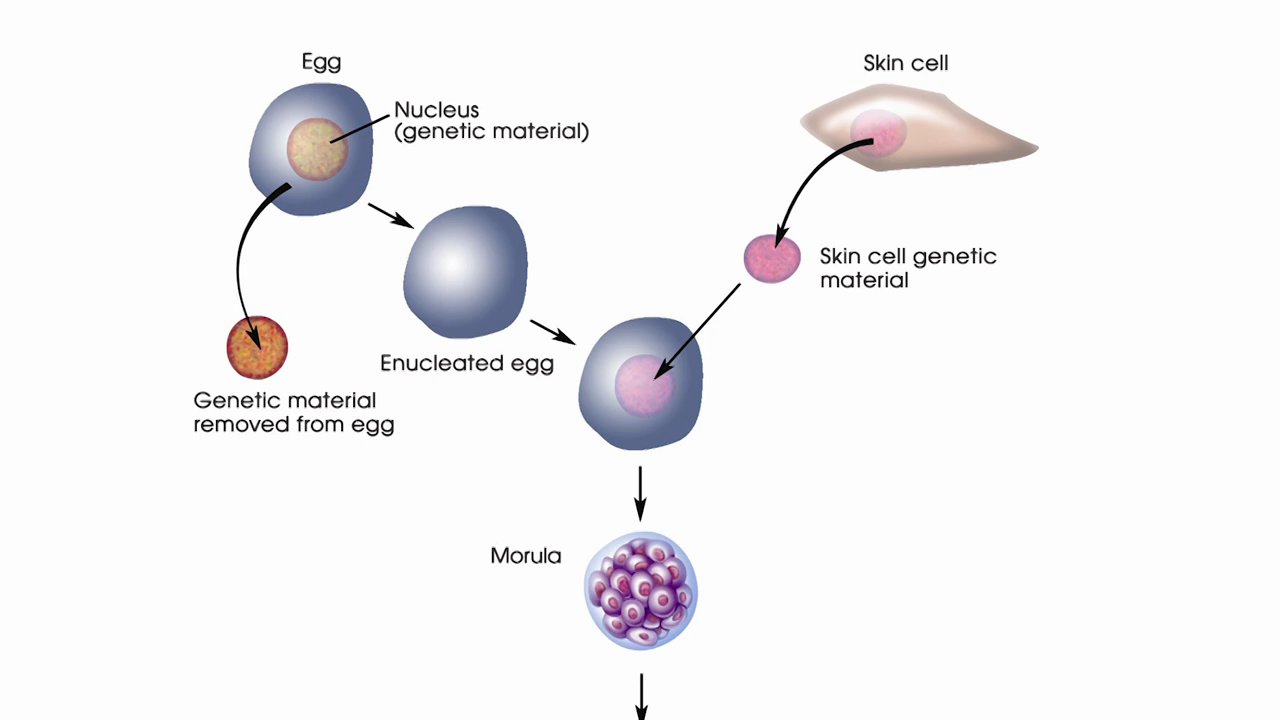 Egg
Skin cell
Nucleus
(genetic material)
Skin cell genetic
material
Enucleated egg
Genetic material
removed from egg
Morula